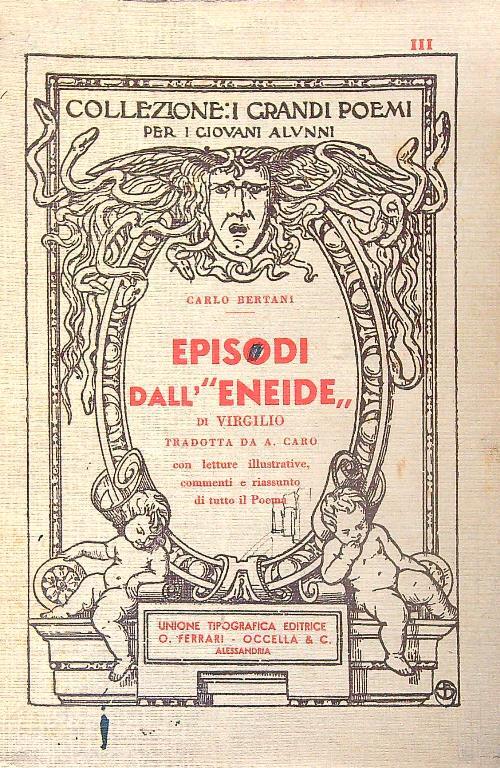 III
COLLEZIONE: I GRANDI POEMI
PER I GIOVANI ALVNNI
CARLO BERTANI
EPISODI
DALL'"ENEIDE„
DI VIRGILIO
TRADOTTA DA A. CARO
con letture illustrative,
commenti e riassunto
di tutto il Poema
UNIONE TIPOGRAFICA EDITRICE
O. FERRARI - OCCELLA & C.
ALESSANDRIA